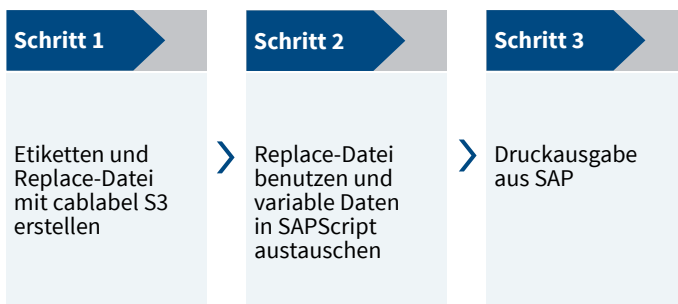 Schritt 1
Etiketten und
Replace-Datei
mit cablabel S3
erstellen
Schritt 2
Replace-Datei
benutzen und
variable Daten
in SAPScript
austauschen
Schritt 3
Druckausgabe
aus SAP